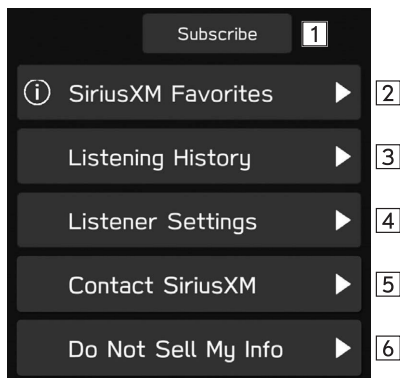 Subscribe 1
ⓘ SiriusXM Favorites ▶ 2
Listening History ▶ 3
Listener Settings ▶ 4
Contact SiriusXM ▶ 5
Do Not Sell My Info ▶ 6